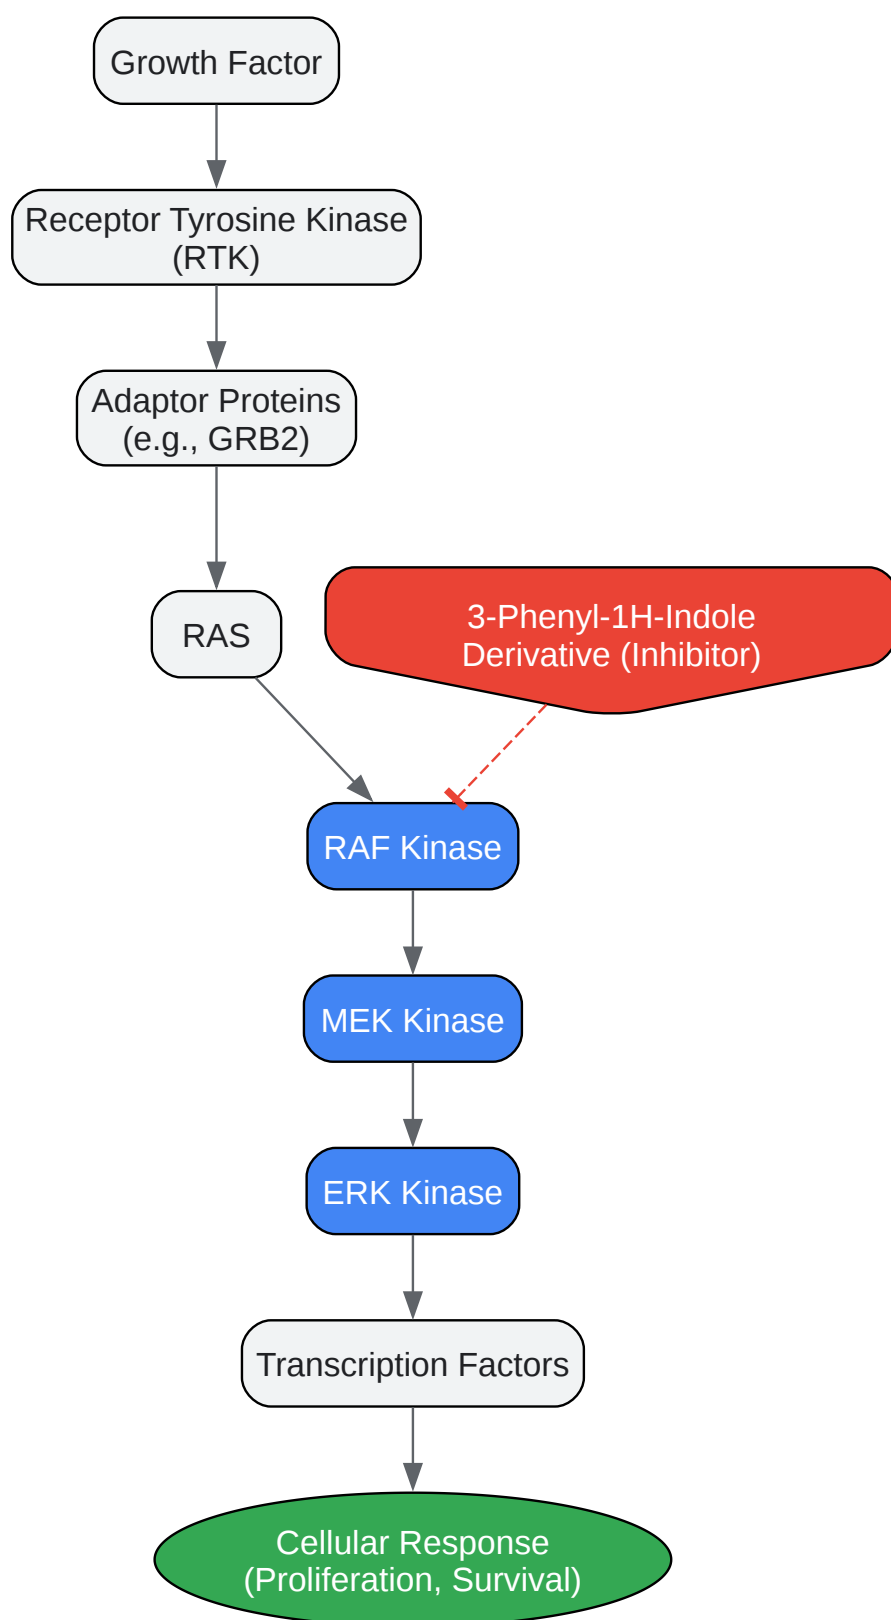 Growth Factor
Receptor Tyrosine Kinase
(RTK)
Adaptor Proteins
(e.g., GRB2)
RAS
3-Phenyl-1H-Indole
Derivative (Inhibitor)
RAF Kinase
MEK Kinase
ERK Kinase
Transcription Factors
Cellular Response
(Proliferation, Survival)